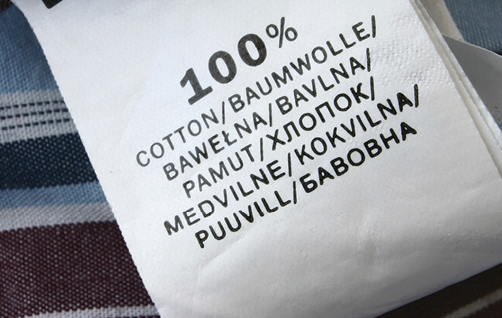 100%
COTTON/BAUMWOLLE/
BAWEŁNA/BAVLNA/
PAMUT/ХЛОПОК/
MEDVILNE/KOKVILNA/
PUUVILL/БАВОВНА